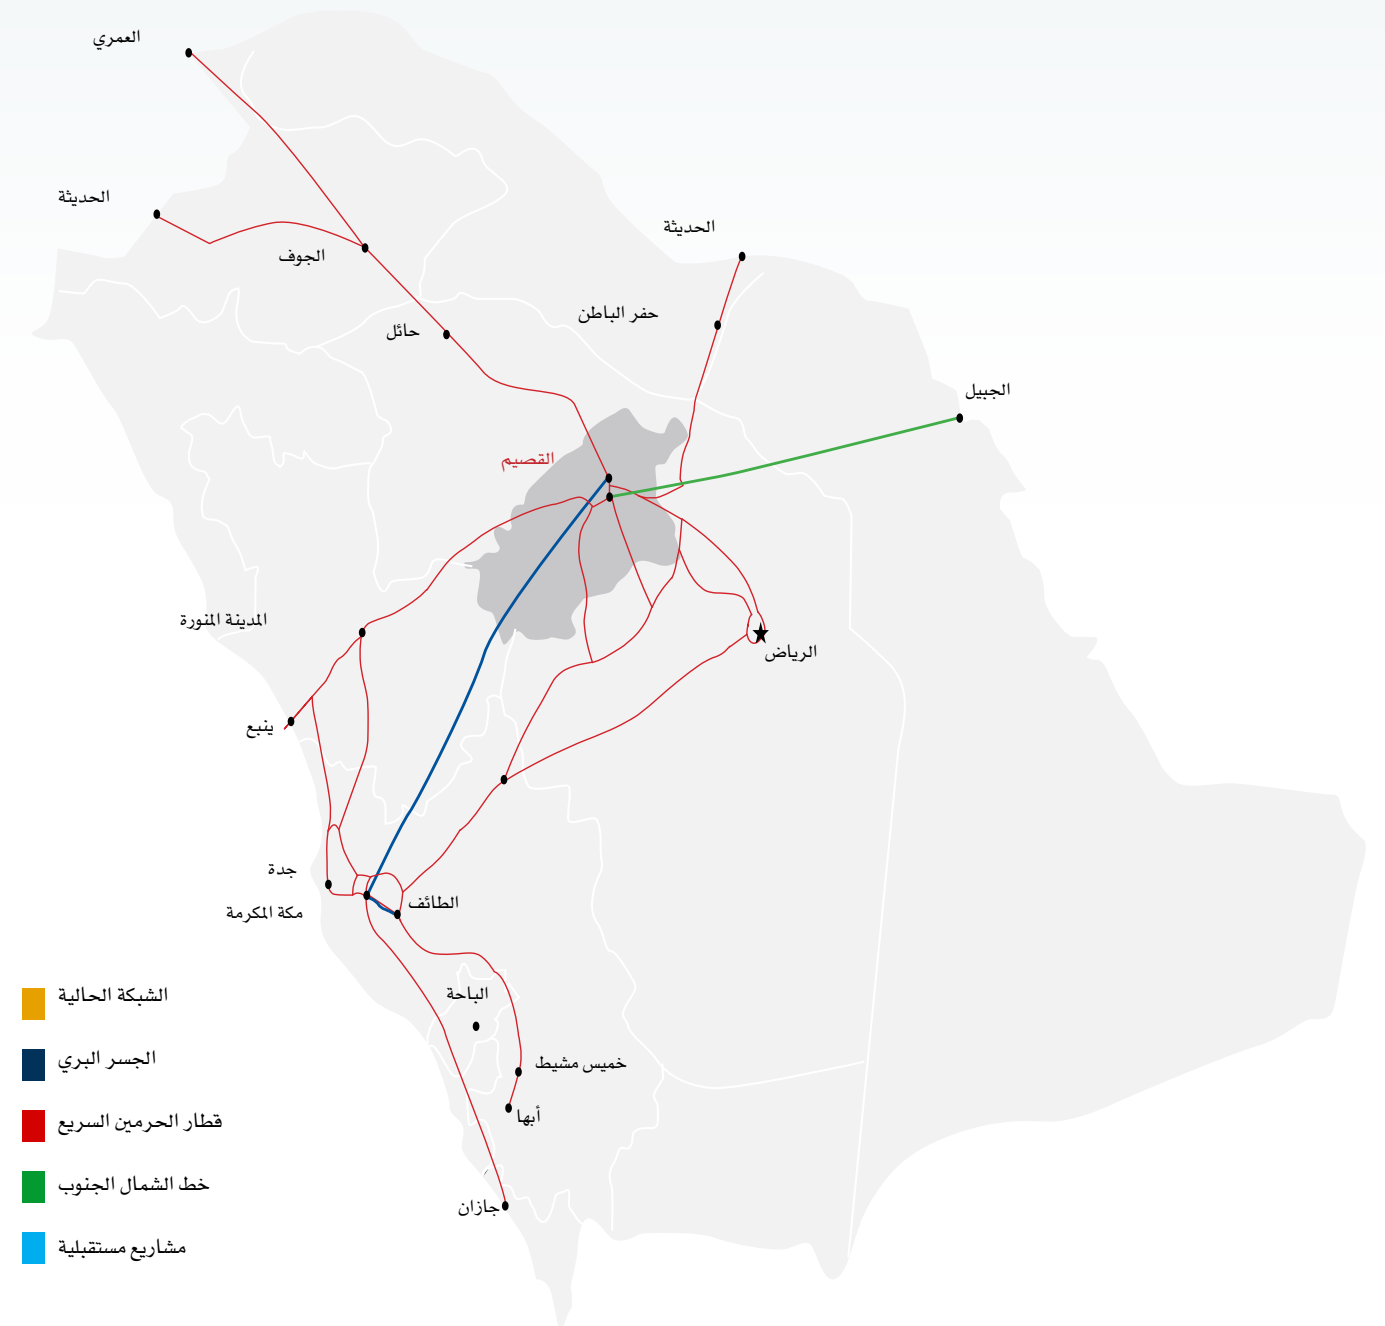 العمري
الحديثة
الحديثة
الجوف
حفر الباطن
حائل
الجبيل
القصيم
المدينة المنورة
الرياض
ينبع
جدة
الطائف
مكة المكرمة
الباحة
خميس مشيط
أبها
جازان
الشبكة الحالية
الجسر البري
قطار الحرمين السريع
خط الشمال الجنوب
مشاريع مستقبلية